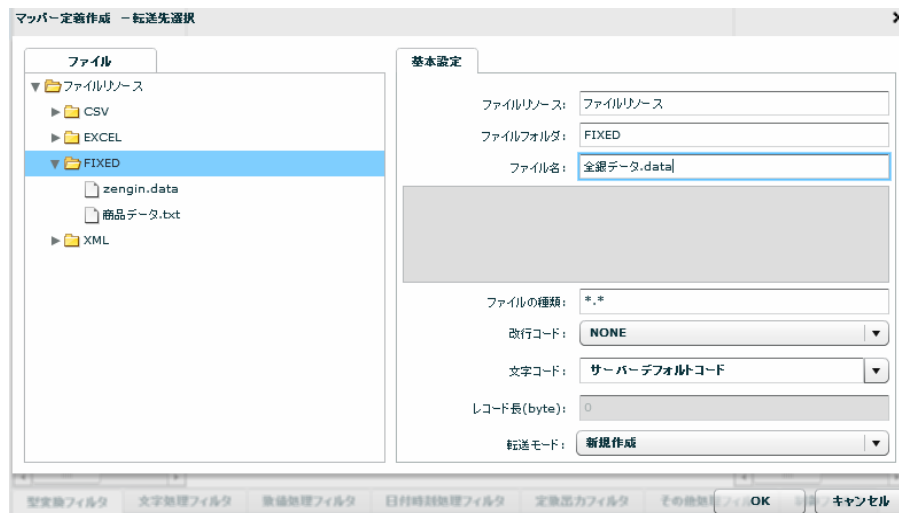 マッパー定義作成 －転送先選択
ファイル
ファイルリソース
CSV
EXCEL
FIXED
zengin.data
商品データ.txt
XML
基本設定
ファイルリソース: ファイルリソース
ファイルフォルダ: FIXED
ファイル名: 全銀データ.data
ファイルの種類: *.*
改行コード: NONE
文字コード: サーバーデフォルトコード
レコード長(byte): 0
転送モード: 新規作成
型変換フィルタ 文字処理フィルタ 数値処理フィルタ 日付時刻処理フィルタ 定数出力フィルタ その他処理フィ OK キャンセル